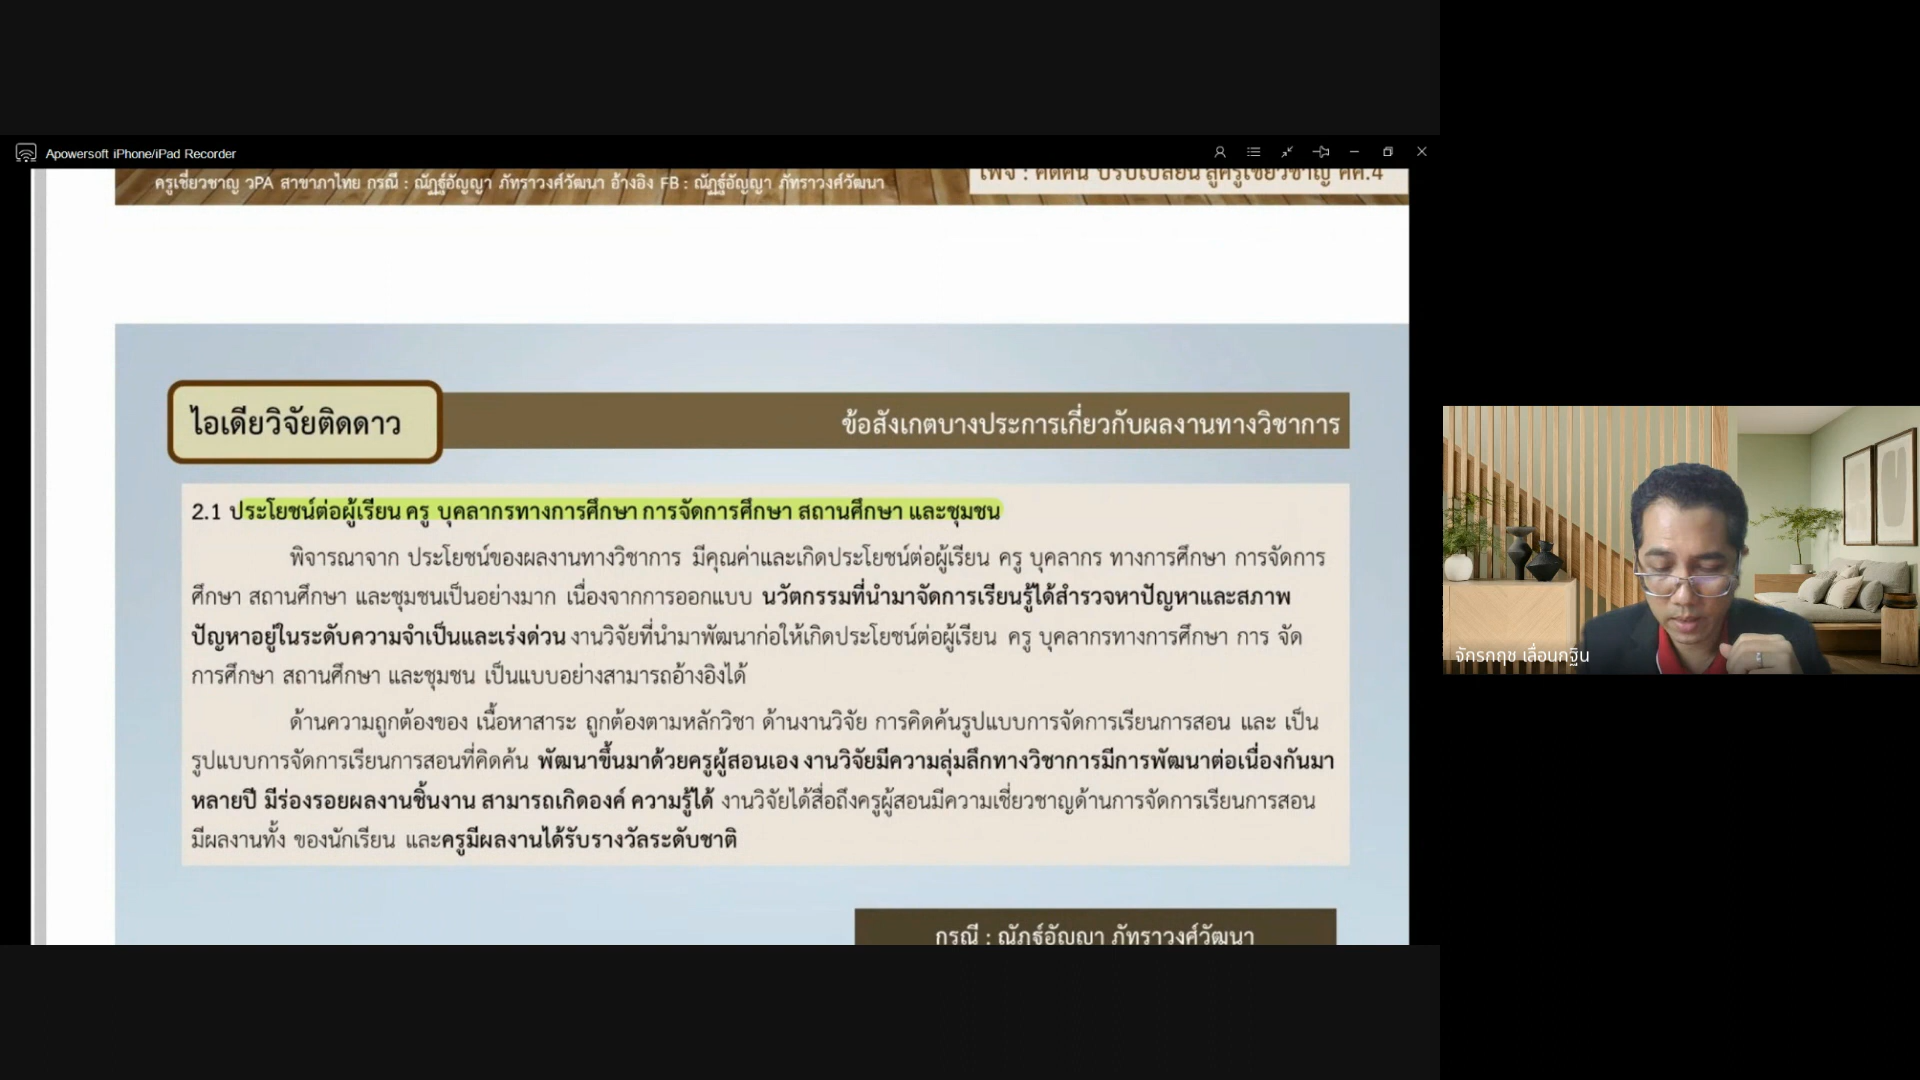 Apowersoft iPhone/iPad Recorder
ครูเชี่ยวชาญ วPA สาขาภาไทย กรณี : ณัฏฐ์อัญญา ภัทราวงศ์วัฒนา อ้างอิง FB : ณัฏฐ์อัญญา ภัทราวงศ์วัฒนา
เพจ : คิดค้น ปรับเปลี่ยน สู่ครูเชี่ยวชาญ คศ.4
ไอเดียวิจัยติดดาว
ข้อสังเกตบางประการเกี่ยวกับผลงานทางวิชาการ
2.1 ประโยชน์ต่อผู้เรียน ครู บุคลากรทางการศึกษา การจัดการศึกษา สถานศึกษา และชุมชน
พิจารณาจาก ประโยชน์ของผลงานทางวิชาการ มีคุณค่าและเกิดประโยชน์ต่อผู้เรียน ครู บุคลากร ทางการศึกษา การจัดการ
ศึกษา สถานศึกษา และชุมชนเป็นอย่างมาก เนื่องจากการออกแบบ นวัตกรรมที่นำมาจัดการเรียนรู้ได้สำรวจหาปัญหาและสภาพ
ปัญหาอยู่ในระดับความจำเป็นและเร่งด่วน งานวิจัยที่นำมาพัฒนาก่อให้เกิดประโยชน์ต่อผู้เรียน ครู บุคลากรทางการศึกษา การ จัด
การศึกษา สถานศึกษา และชุมชน เป็นแบบอย่างสามารถอ้างอิงได้
ด้านความถูกต้องของ เนื้อหาสาระ ถูกต้องตามหลักวิชา ด้านงานวิจัย การคิดค้นรูปแบบการจัดการเรียนการสอน และ เป็น
รูปแบบการจัดการเรียนการสอนที่คิดค้น พัฒนาขึ้นมาด้วยครูผู้สอนเอง งานวิจัยมีความลุ่มลึกทางวิชาการมีการพัฒนาต่อเนื่องกันมา
หลายปี มีร่องรอยผลงานชิ้นงาน สามารถเกิดองค์ ความรู้ได้ งานวิจัยได้สื่อถึงครูผู้สอนมีความเชี่ยวชาญด้านการจัดการเรียนการสอน
มีผลงานทั้ง ของนักเรียน และครูมีผลงานได้รับรางวัลระดับชาติ
กรณี : ณัฏฐ์อัญญา ภัทราวงศ์วัฒนา
จักรกฤช เลื่อนกฐิน